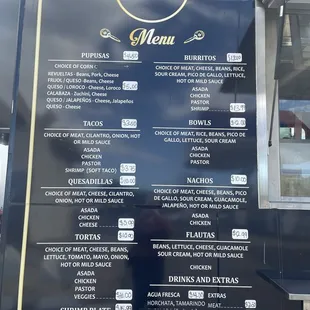 Menu
PUPUSAS
CHOICE OF
REVUELTAS - Beans, Pork, Cheese
FRIJOL / QUESO - Beans, Cheese
QUESO / LOROCO - Loroco, Cheese
CALABAZA - Zuchini, Cheese
QUESO / JALAPEÑOS - Cheese, Jalapeños
CHEESE - Cheese
TACOS
CHOICE OF MEAT, CILANTRO, ONION, HOT
OR MILD SAUCE
ASADA
CHICKEN
PASTOR
SHRIMP (SOFT TACO)
QUESADILLAS
CHOICE OF MEAT, CHEESE, CILANTRO,
ONION, HOT OR MILD SAUCE
ASADA
CHICKEN
CHEESE
TORTAS
CHOICE OF MEAT, CHEESE, BEANS,
LETTUCE, TOMATO, MAYO, ONION,
HOT OR MILD SAUCE
ASADA
CHICKEN
PASTOR
VEGGIES
SHRIMP PLATE
BURRITOS
CHOICE OF MEAT, CHEESE, BEANS, RICE,
SOUR CREAM, PICO DE GALLO, LETTUCE,
HOT OR MILD SAUCE
ASADA
CHICKEN
PASTOR
SHRIMP
BOWLS
CHOICE OF MEAT, RICE, BEANS, PICO DE
GALLO, LETTUCE, SOUR CREAM
ASADA
CHICKEN
PASTOR
NACHOS
CHOICE OF MEAT, CHEESE, BEANS, PICO DE
GALLO, SOUR CREAM, GUACAMOLE,
JALAPEÑO, HOT OR MILD SAUCE
ASADA
CHICKEN
FLAUTAS
BEANS, LETTUCE, CHEESE, GUACAMOLE
SOUR CREAM, HOT OR MILD SAUCE
CHICKEN
DRINKS AND EXTRAS
AGUA FRESCA
HORCHATA, TAMARINDO
EXTRAS
MEAT